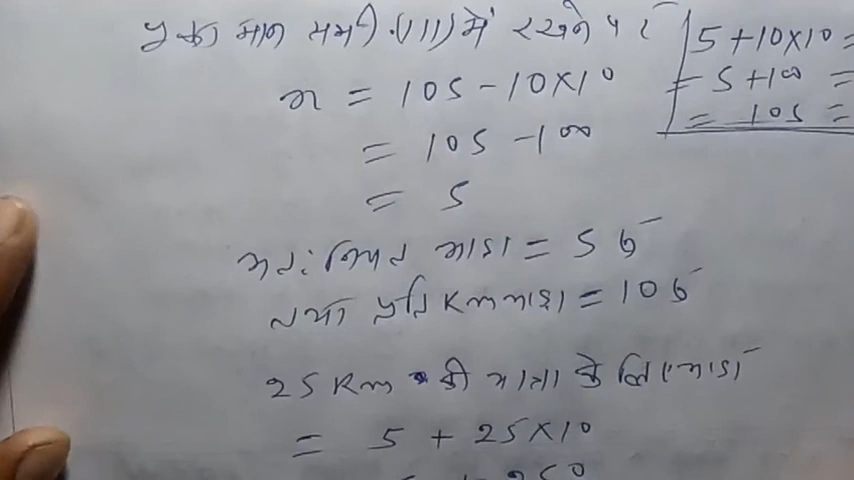 y का मान समी.(III) में रखने पर
x = 105 - 10×10
= 105 - 100
= 5
अतः नियत भाड़ा = 5 रु
तथा प्रति Km भाड़ा = 10 रु
25 Km की यात्रा के लिए भाड़ा
= 5 + 25×10
5 + 10×10 =
= 5 + 100 =
= 105 =